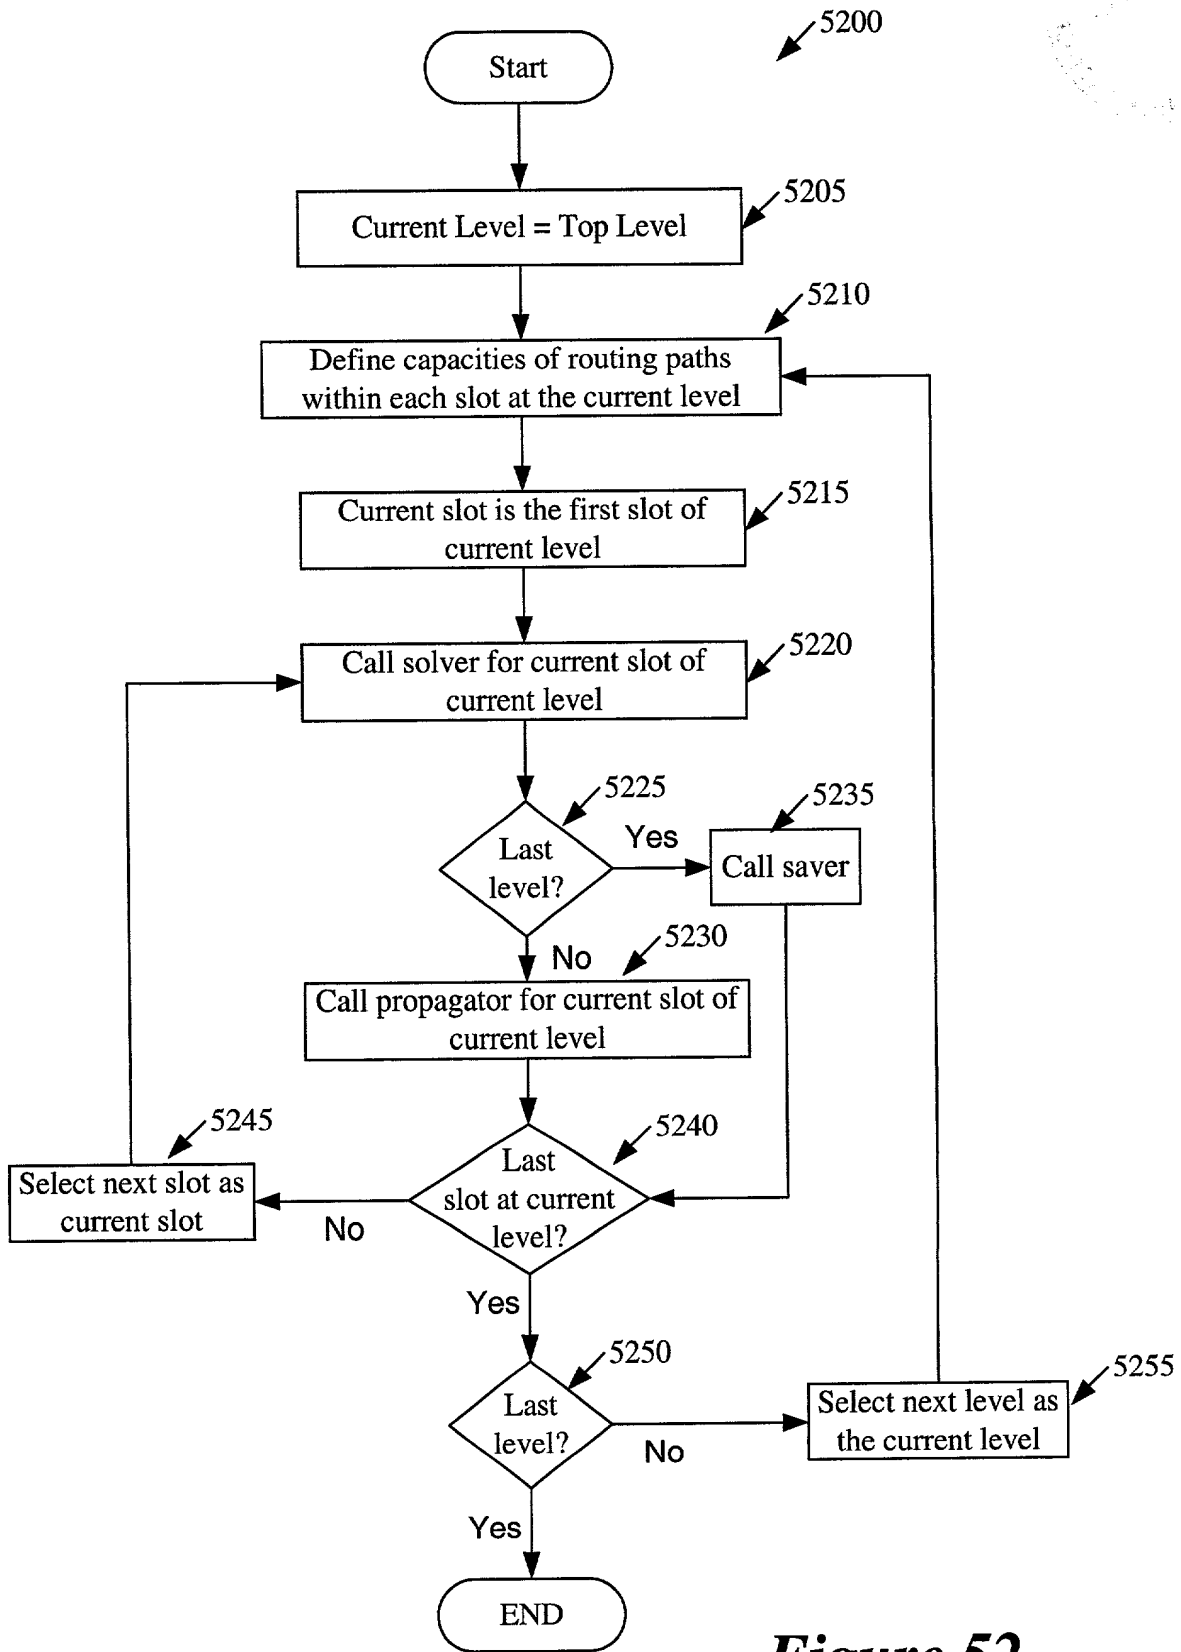 5200
Start
5205
Current Level = Top Level
5210
Define capacities of routing paths
within each slot at the current level
5215
Current slot is the first slot of
current level
5220
Call solver for current slot of
current level
5225
Last
level?
Yes
5235
Call saver
No
5230
Call propagator for current slot of
current level
5245
Select next slot as
current slot
No
5240
Last
slot at current
level?
Yes
5250
Last
level?
No
5255
Select next level as
the current level
Yes
END
Figure 52